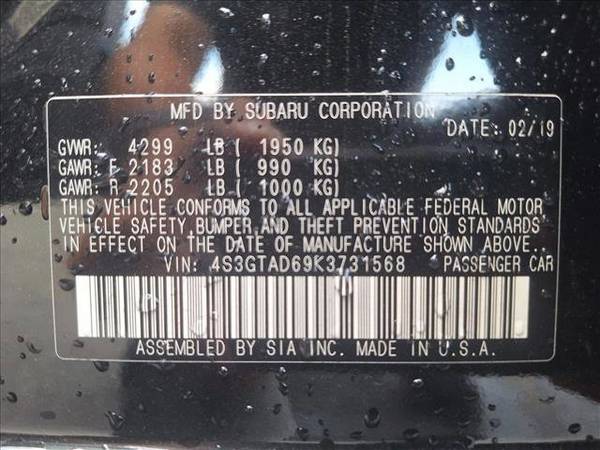 MFD BY SUBARU CORPORATION
DATE: 02/19
GVWR: 4299 LB ( 1950 KG)
GAWR: F 2183 LB ( 990 KG)
GAWR: R 2205 LB ( 1000 KG)
THIS VEHICLE CONFORMS TO ALL APPLICABLE FEDERAL MOTOR
VEHICLE SAFETY, BUMPER, AND THEFT PREVENTION STANDARDS
IN EFFECT ON THE DATE OF MANUFACTURE SHOWN ABOVE.
VIN: 4S3GTAD69K3731568 PASSENGER CAR
ASSEMBLED BY SIA INC. MADE IN U.S.A.